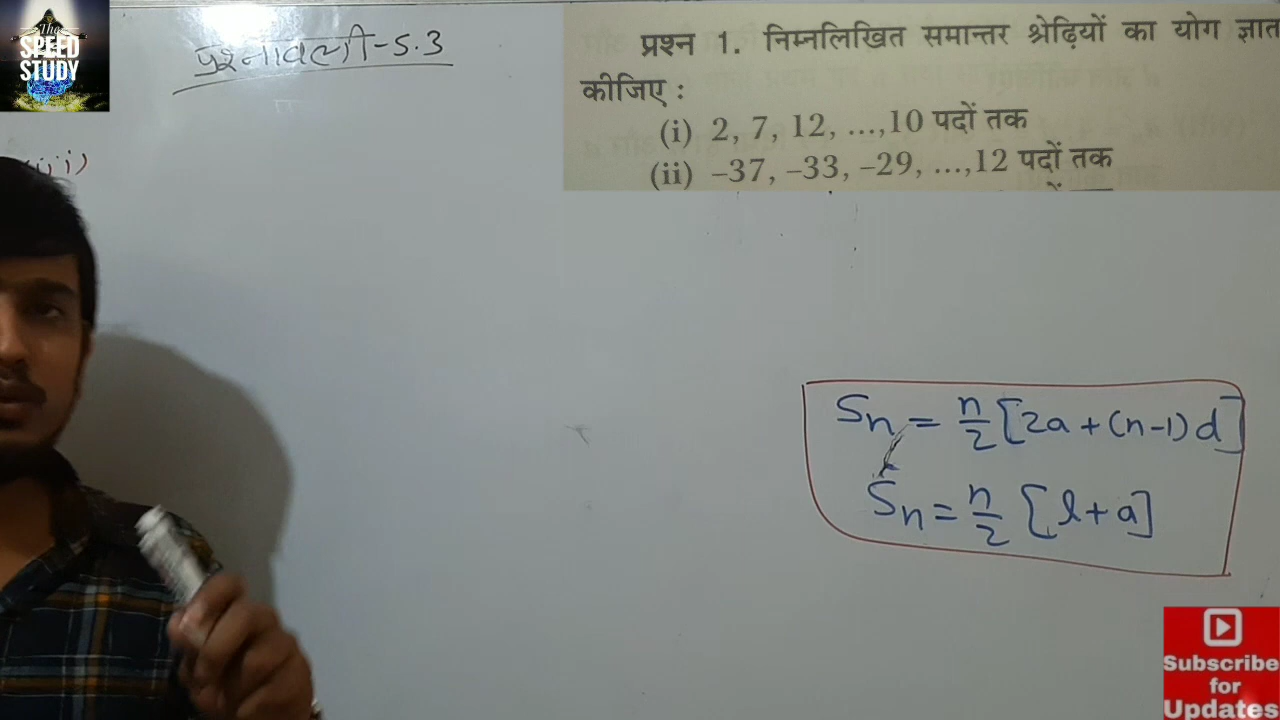 The
SPEED
STUDY
प्रश्नावली-5.3
प्रश्न 1. निम्नलिखित समान्तर श्रेढ़ियों का योग ज्ञात
कीजिए :
(i) 2, 7, 12, ...,10 पदों तक
(ii) –37, –33, –29, ...,12 पदों तक
Sn = n/2 [2a + (n-1)d]
Sn = n/2 [l + a]
Subscribe
for
Updates